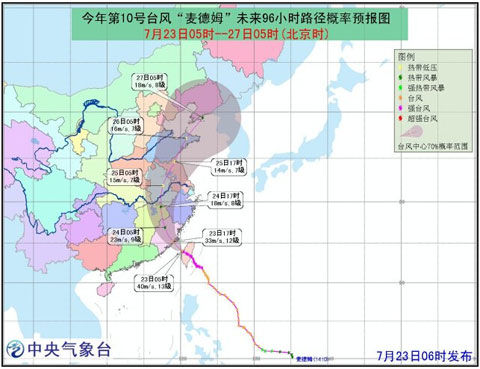 今年第10号台风“麦德姆”未来96小时路径概率预报图
7月23日05时--27日05时(北京时)
图例
热带低压
热带风暴
强热带风暴
台风
强台风
超强台风
台风中心70%概率范围
27日05时
18m/s,8级
26日05时
16m/s,7级
25日17时
14m/s,7级
25日05时
15m/s,7级
24日17时
18m/s,8级
24日05时
23m/s,9级
23日17时
33m/s,12级
23日05时
40m/s,13级
麦德姆(1410)
中央气象台
7月23日06时发布